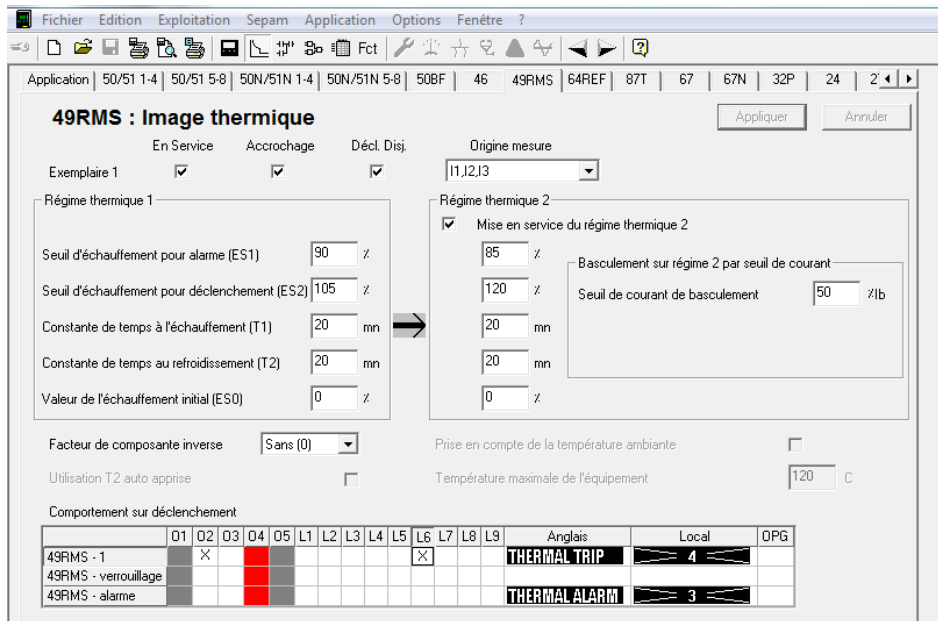 Fichier Edition Exploitation Sepam Application Options Fenêtre ?
Fct
Application 50/51 1-4 50/51 5-8 50N/51N 1-4 50N/51N 5-8 50BF 46 49RMS 64REF 87T 67 67N 32P 24
49RMS : Image thermique Appliquer Annuler
En Service Accrochage Décl. Disj. Origine mesure
Exemplaire 1 I1,I2,I3
Régime thermique 1 Régime thermique 2
Mise en service du régime thermique 2
Seuil d'échauffement pour alarme (ES1) 90 % 85 %
Basculement sur régime 2 par seuil de courant
Seuil d'échauffement pour déclenchement (ES2) 105 % 120 % Seuil de courant de basculement 50 %Ib
Constante de temps à l'échauffement (T1) 20 mn 20 mn
Constante de temps au refroidissement (T2) 20 mn 20 mn
Valeur de l'échauffement initial (ES0) 0 % 0 %
Facteur de composante inverse Sans (0) Prise en compte de la température ambiante
Utilisation T2 auto apprise Température maximale de l'équipement 120 C
Comportement sur déclenchement
O1 O2 O3 O4 O5 L1 L2 L3 L4 L5 L6 L7 L8 L9 Anglais Local OPG
49RMS - 1 X X THERMAL TRIP 4
49RMS - verrouillage
49RMS - alarme THERMAL ALARM 3